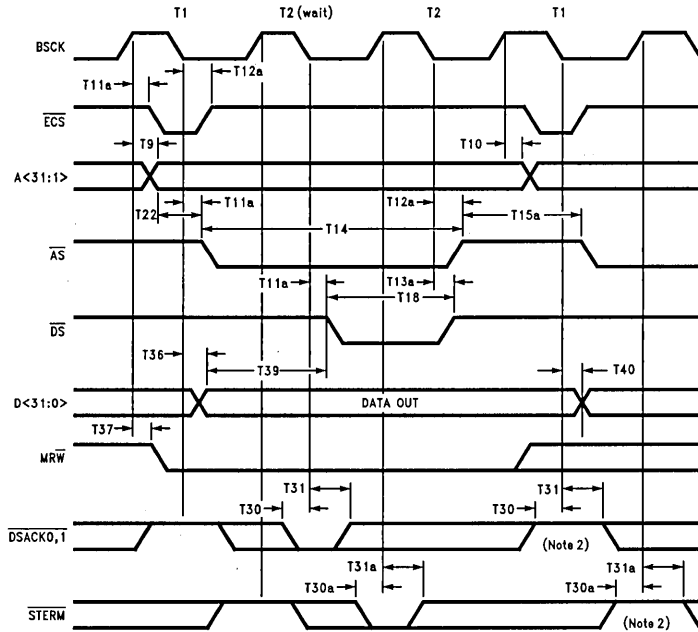 T1 T2 (wait) T2 T1
BSCK
T11a T12a
ECS
T9 T10
A<31:1>
T22 T11a T12a T15a
T14
AS
T11a T13a
T18
DS
T36 T39 T40
D<31:0> DATA OUT
T37
MRW
T31 T31
T30 T30
DSACK0,1 (Note 2)
T31a T31a
T30a T30a
STERM (Note 2)